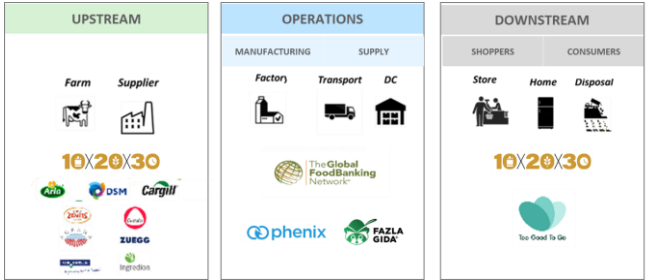 UPSTREAM
Farm
Supplier
10X20X30
Arla
DSM
Cargill
ZUEGG
Ingredion
OPERATIONS
MANUFACTURING
SUPPLY
Factory
Transport
DC
The Global
FoodBanking
Network
phenix
FAZLA
GIDA
DOWNSTREAM
SHOPPERS
CONSUMERS
Store
Home
Disposal
10X20X30
Too Good To Go